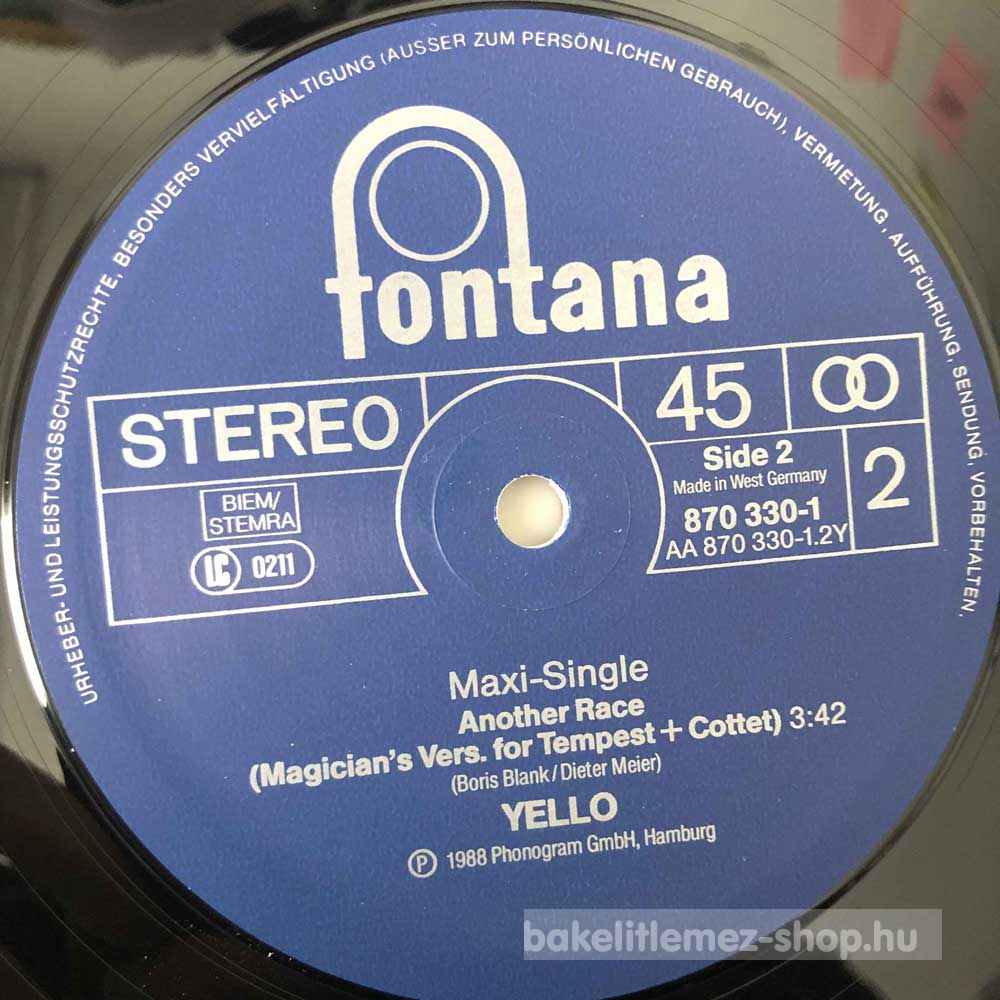 URHEBER- UND LEISTUNGSSCHUTZRECHTE, BESONDERS VERVIELFÄLTIGUNG (AUSSER ZUM PERSÖNLICHEN GEBRAUCH), VERMIETUNG, AUFFÜHRUNG, SENDUNG, VORBEHALTEN.
fontana
STEREO
45
BIEM/
STEMRA
LC 0211
Side 2
Made in West Germany
870 330-1
AA 870 330-1.2Y
2
Maxi-Single
Another Race
(Magician's Vers. for Tempest + Cottet) 3:42
(Boris Blank/Dieter Meier)
YELLO
℗ 1988 Phonogram GmbH, Hamburg
bakelitlemez-shop.hu